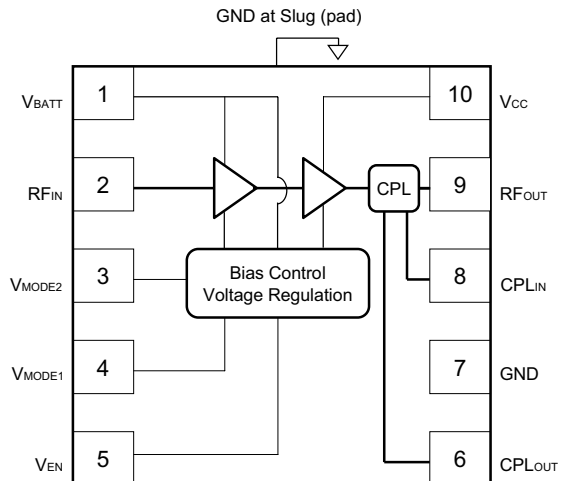 GND at Slug (pad)
VBATT 1 10 VCC
RFIN 2 CPL 9 RFOUT
VMODE2 3 Bias Control 8 CPLIN
Voltage Regulation
VMODE1 4 7 GND
VEN 5 6 CPLOUT